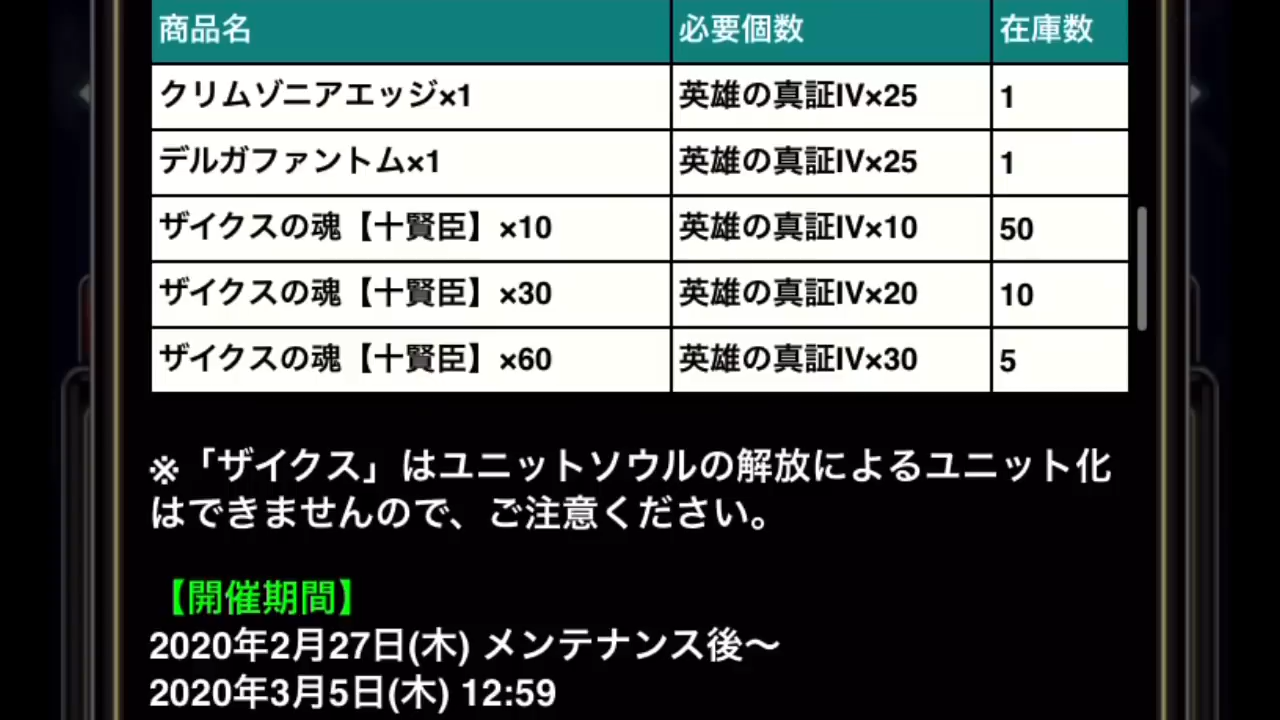 商品名 必要個数 在庫数
クリムゾニアエッジ×1 英雄の真証IV×25 1
デルガファントム×1 英雄の真証IV×25 1
ザイクスの魂【十賢臣】×10 英雄の真証IV×10 50
ザイクスの魂【十賢臣】×30 英雄の真証IV×20 10
ザイクスの魂【十賢臣】×60 英雄の真証IV×30 5
※「ザイクス」はユニットソウルの解放によるユニット化
はできませんので、ご注意ください。
【開催期間】
2020年2月27日(木) メンテナンス後～
2020年3月5日(木) 12:59